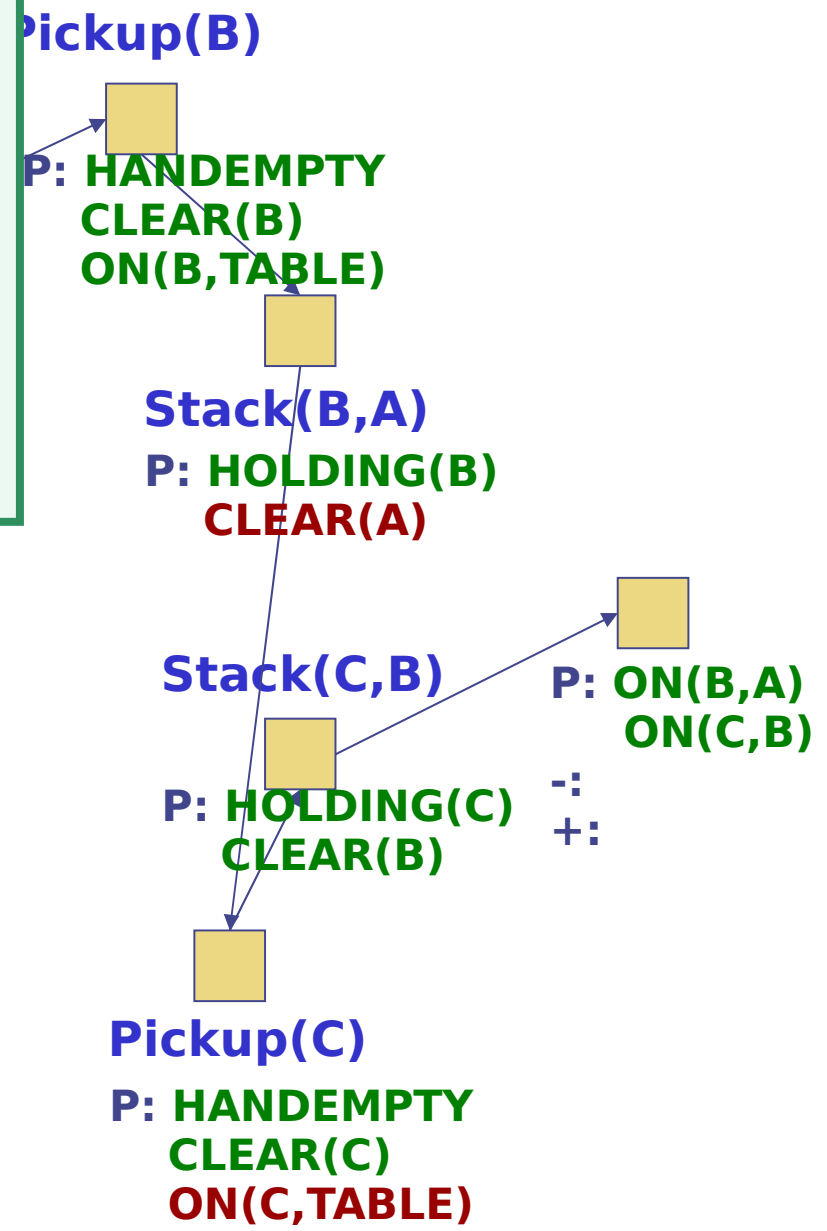 Pickup(B)
P: HANDEMPTY
CLEAR(B)
ON(B,TABLE)
Stack(B,A)
P: HOLDING(B)
CLEAR(A)
Stack(C,B)
P: ON(B,A)
ON(C,B)
-:
+:
P: HOLDING(C)
CLEAR(B)
Pickup(C)
P: HANDEMPTY
CLEAR(C)
ON(C,TABLE)